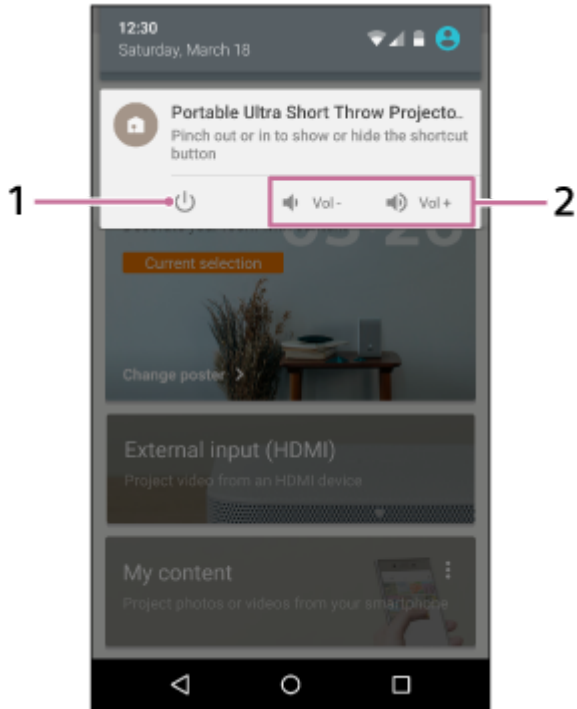 12:30
Saturday, March 18
Portable Ultra Short Throw Projecto..
Pinch out or in to show or hide the shortcut
button
1
Vol -
Vol +
2
Current selection
Change poster
External input (HDMI)
Project video from an HDMI device
My content
Project photos or videos from your smartphone